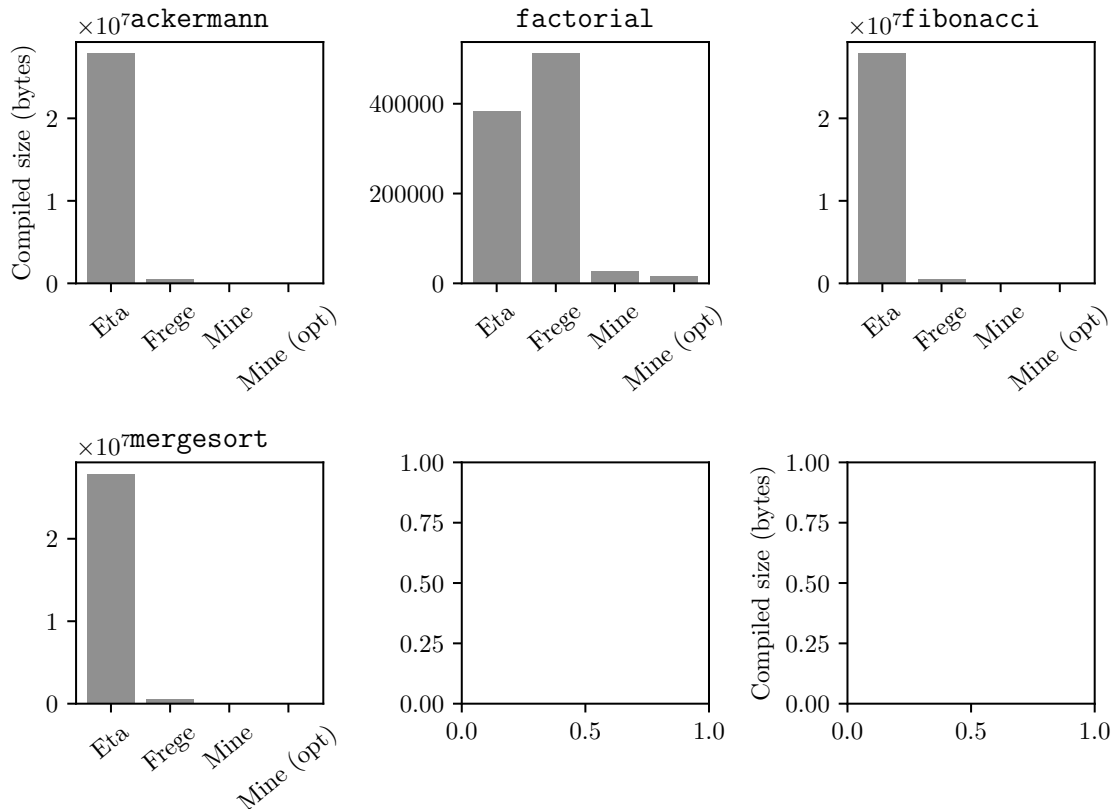 ×10⁷ackermann
Compiled size (bytes)
2
1
0
Eta
Frege
Mine
Mine (opt)
factorial
400000
200000
0
Eta
Frege
Mine
Mine (opt)
×10⁷fibonacci
2
1
0
Eta
Frege
Mine
Mine (opt)
×10⁷mergesort
2
1
0
Eta
Frege
Mine
Mine (opt)
1.00
0.75
0.50
0.25
0.00
0.0 0.5 1.0
Compiled size (bytes)
1.00
0.75
0.50
0.25
0.00
0.0 0.5 1.0